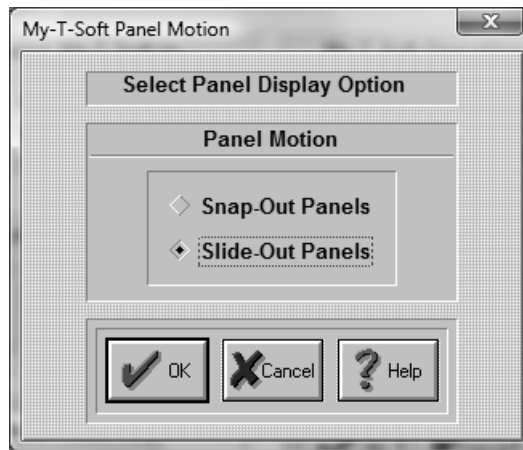 My-T-Soft Panel Motion
Select Panel Display Option
Panel Motion
Snap-Out Panels
Slide-Out Panels
OK Cancel Help